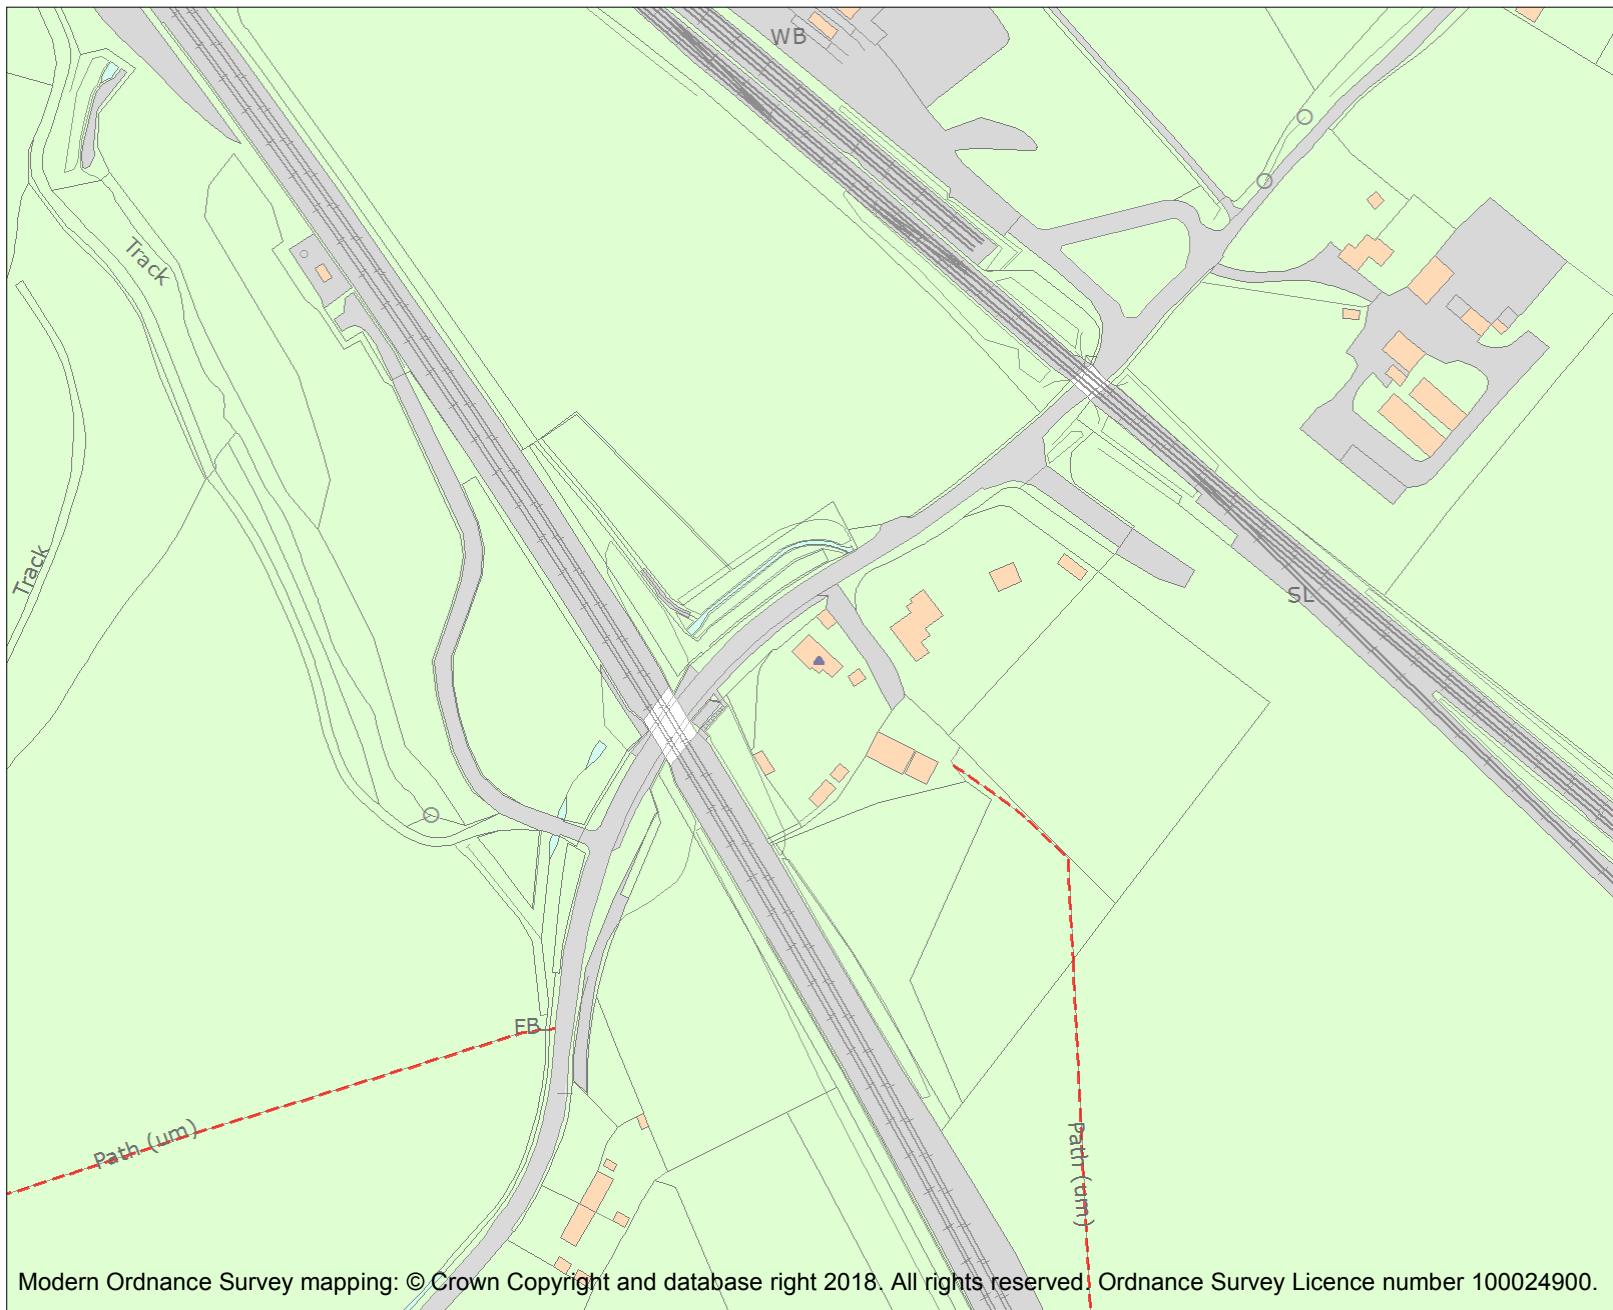 WB
Track
Track
SL
FB
Path (um)
Path (um)
Modern Ordnance Survey mapping: © Crown Copyright and database right 2018. All rights reserved. Ordnance Survey Licence number 100024900.